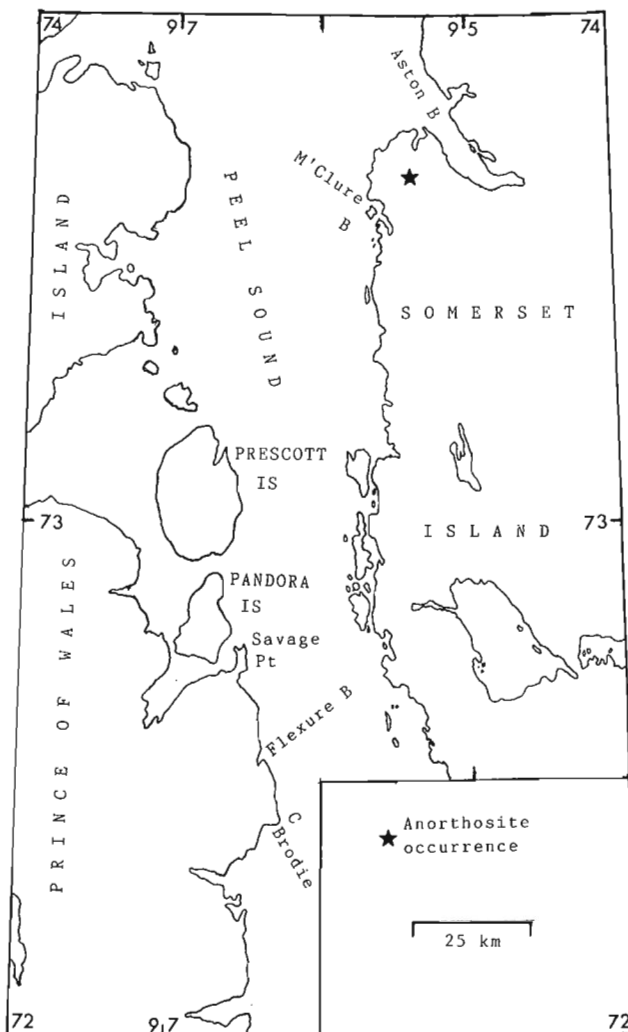 74
97
95
74
Aston B
M'Clure
B
PEEL SOUND
ISLAND
SOMERSET
PRESCOTT
IS
73
ISLAND
73
PANDORA
IS
Savage
Pt
PRINCE OF WALES
Flexure B
C
Brodie
Anorthosite
occurrence
25 km
72
97
72